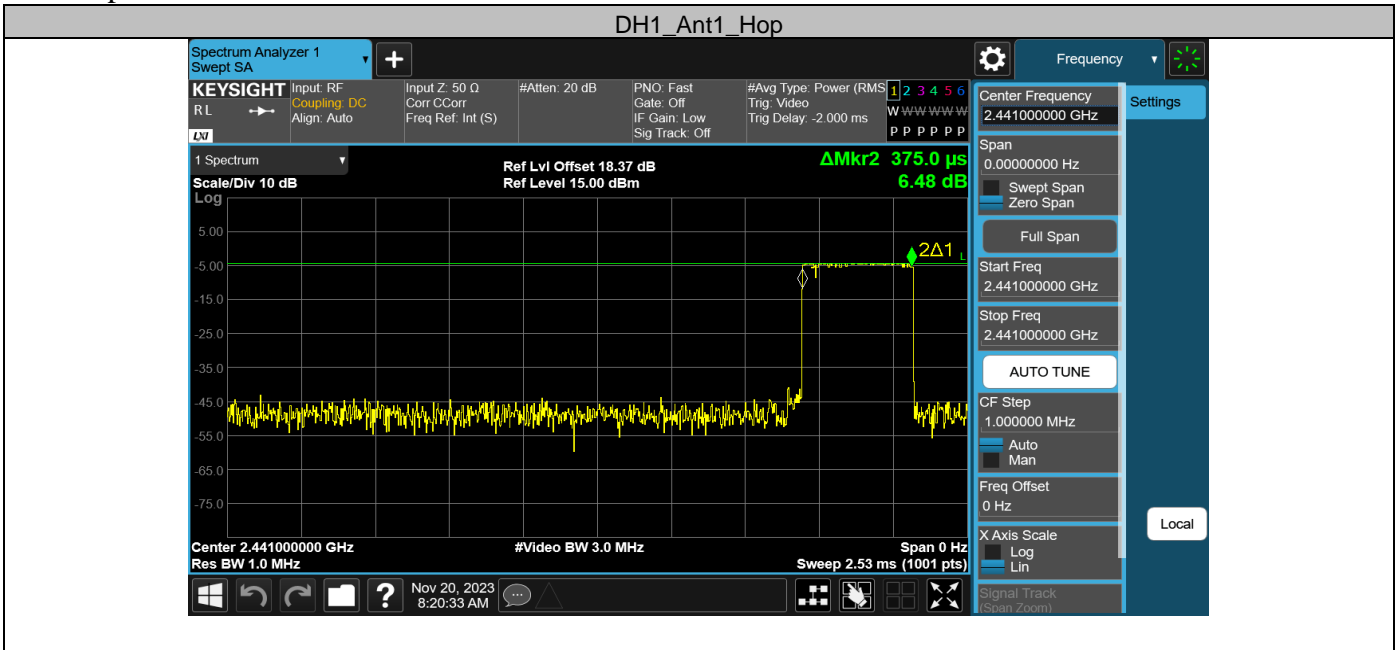 DH1_Ant1_Hop
Spectrum Analyzer 1
Swept SA
Frequency
KEYSIGHT
RL
LXI
Input: RF
Coupling: DC
Align: Auto
Input Z: 50 Ω
Corr CCorr
Freq Ref: Int (S)
#Atten: 20 dB
PNO: Fast
Gate: Off
IF Gain: Low
Sig Track: Off
#Avg Type: Power (RMS
Trig: Video
Trig Delay: -2.000 ms
1 2 3 4 5 6
W W W W W W
P P P P P P
1 Spectrum
Scale/Div 10 dB
Log
Ref Lvl Offset 18.37 dB
Ref Level 15.00 dBm
ΔMkr2 375.0 µs
6.48 dB
5.00
-5.00
-15.0
-25.0
-35.0
-45.0
-55.0
-65.0
-75.0
2Δ1
L
1
Center 2.441000000 GHz
#Video BW 3.0 MHz
Span 0 Hz
Res BW 1.0 MHz
Sweep 2.53 ms (1001 pts)
Center Frequency
2.441000000 GHz
Settings
Span
0.00000000 Hz
Swept Span
Zero Span
Full Span
Start Freq
2.441000000 GHz
Stop Freq
2.441000000 GHz
AUTO TUNE
CF Step
1.000000 MHz
Auto
Man
Freq Offset
0 Hz
X Axis Scale
Log
Lin
Local
Signal Track
(Span Zoom)
?
Nov 20, 2023
8:20:33 AM